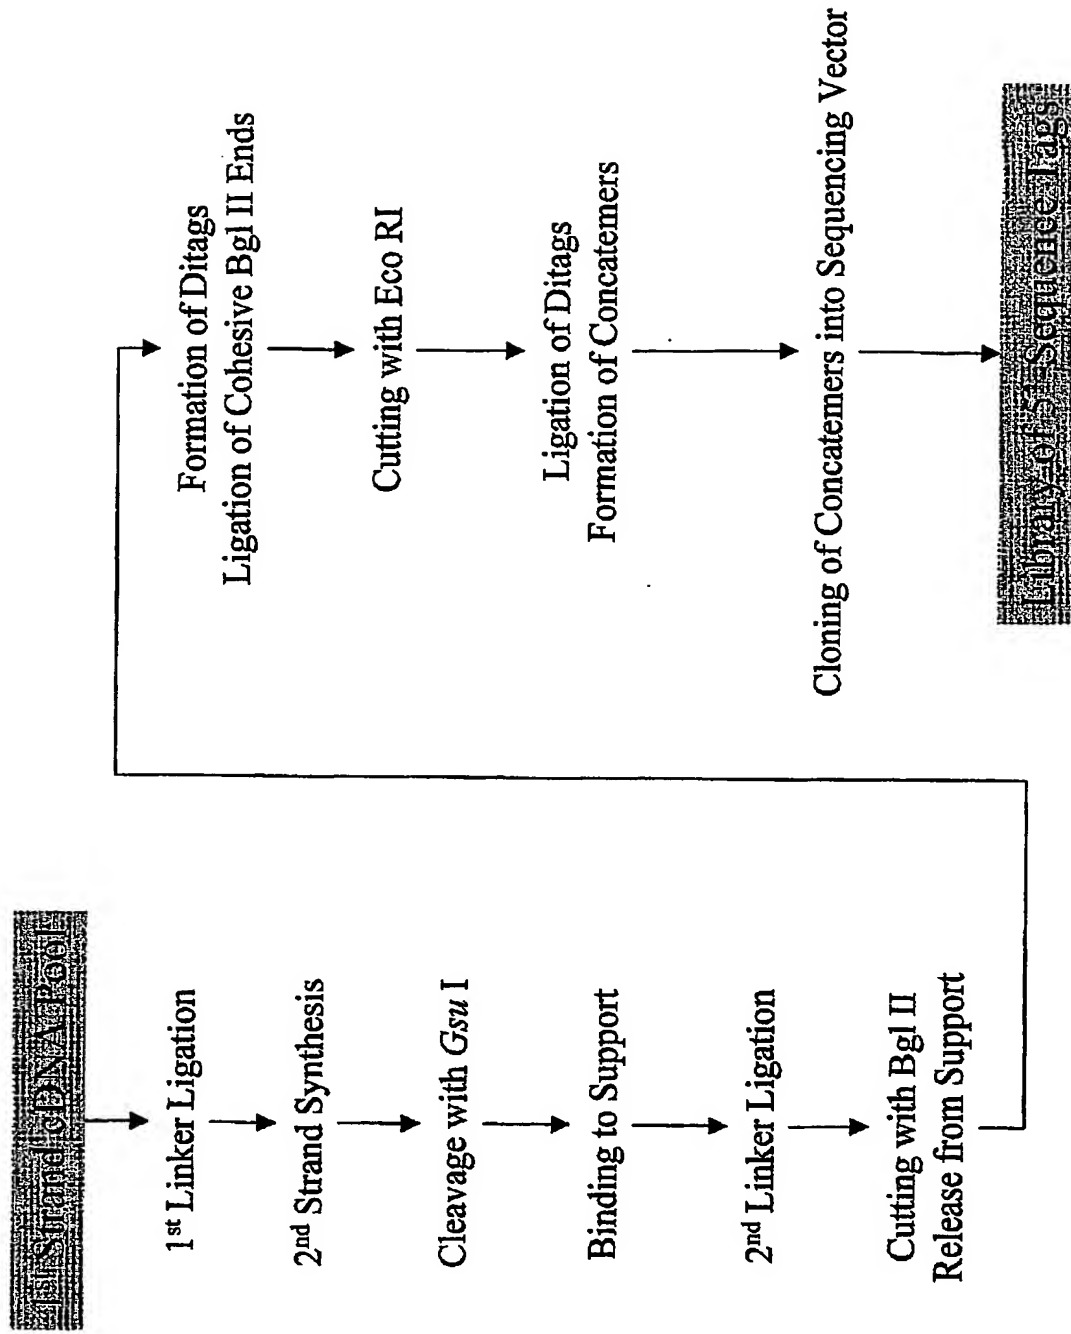 1st Strand cDNA Pool
1st Linker Ligation
2nd Strand Synthesis
Cleavage with Gsu I
Binding to Support
2nd Linker Ligation
Cutting with Bgl II
Release from Support
Formation of Ditags
Ligation of Cohesive Bgl II Ends
Cutting with Eco RI
Ligation of Ditags
Formation of Concatemers
Cloning of Concatemers into Sequencing Vector
Library of 5' Sequence Tags